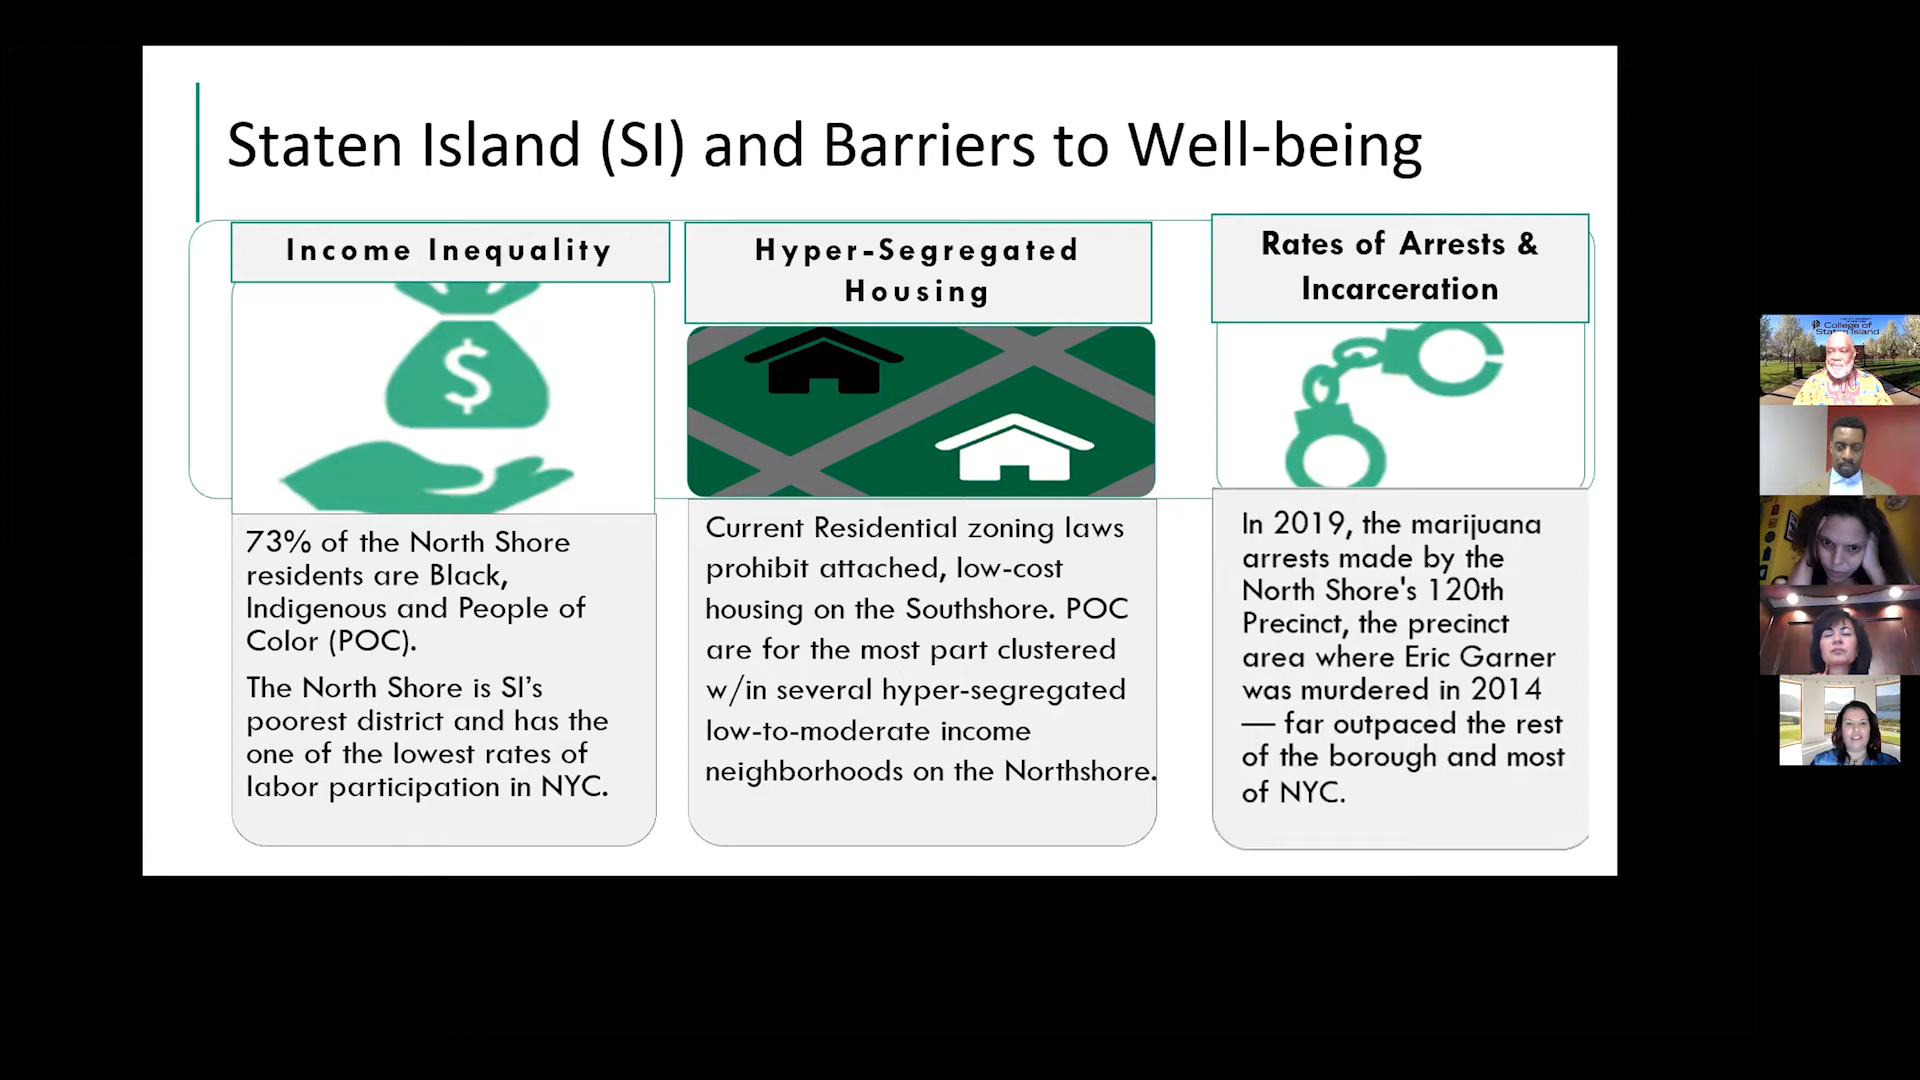 Staten Island (SI) and Barriers to Well-being
Income Inequality
$
73% of the North Shore
residents are Black,
Indigenous and People of
Color (POC).
The North Shore is SI’s
poorest district and has the
one of the lowest rates of
labor participation in NYC.
Hyper-Segregated
Housing
Current Residential zoning laws
prohibit attached, low-cost
housing on the Southshore. POC
are for the most part clustered
w/in several hyper-segregated
low-to-moderate income
neighborhoods on the Northshore.
Rates of Arrests &
Incarceration
In 2019, the marijuana
arrests made by the
North Shore's 120th
Precinct, the precinct
area where Eric Garner
was murdered in 2014
— far outpaced the rest
of the borough and most
of NYC.
College of
Staten Island